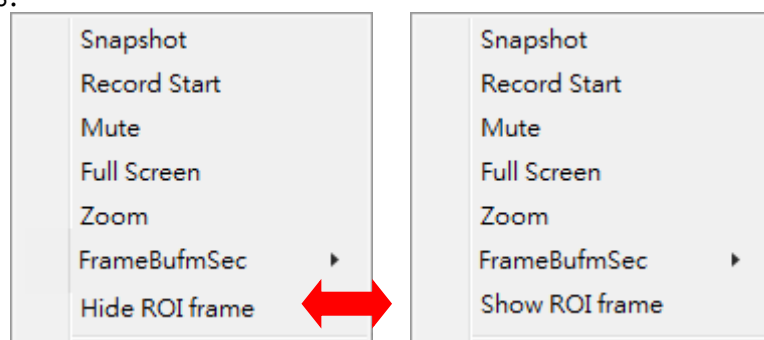 Snapshot
Record Start
Mute
Full Screen
Zoom
FrameBufmSec
Hide ROI frame
Snapshot
Record Start
Mute
Full Screen
Zoom
FrameBufmSec
Show ROI frame